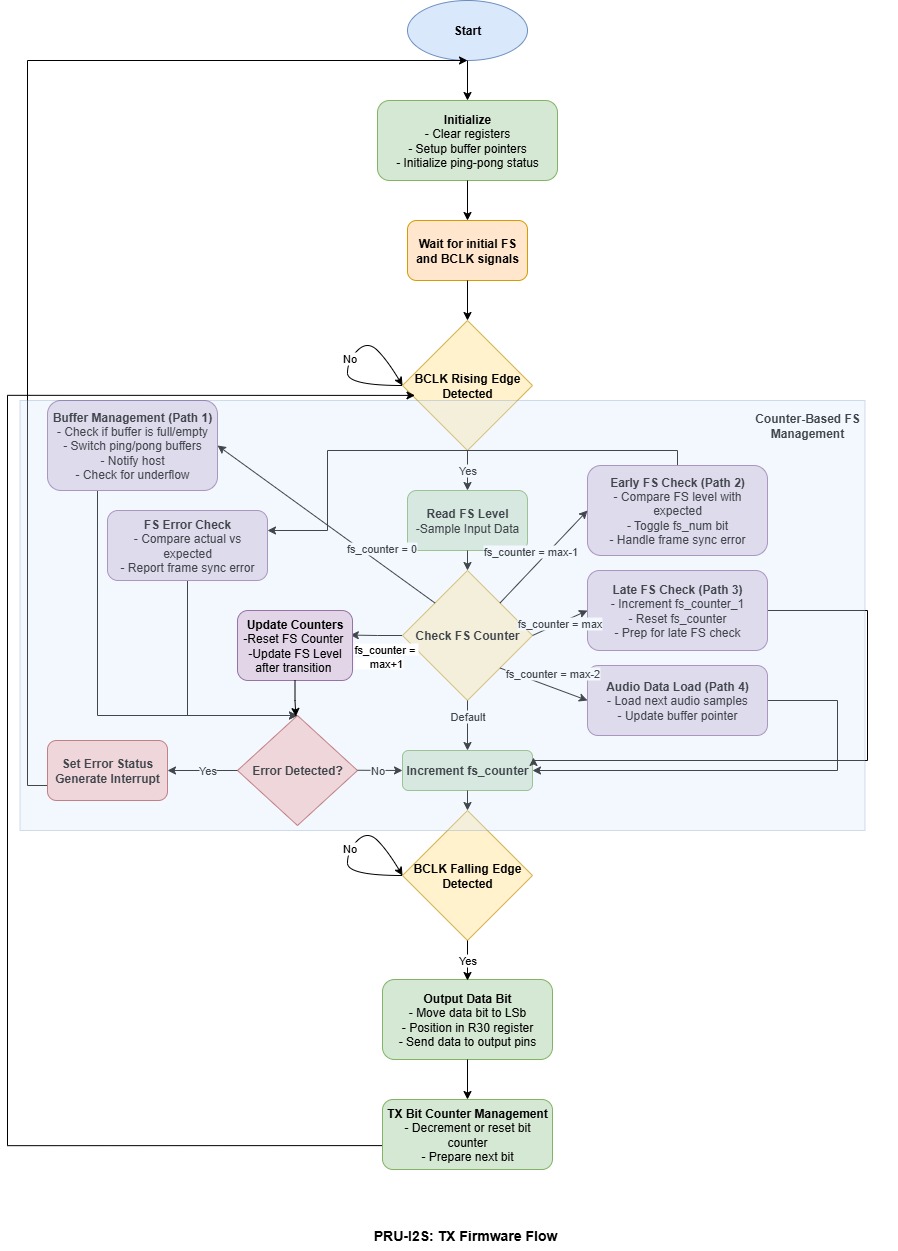 Start
Initialize
- Clear registers
- Setup buffer pointers
- Initialize ping-pong status
Wait for initial FS
and BCLK signals
No
BCLK Rising Edge
Detected
Counter-Based FS
Management
Buffer Management (Path 1)
- Check if buffer is full/empty
- Switch ping/pong buffers
- Notify host
- Check for underflow
Yes
Read FS Level
-Sample Input Data
Early FS Check (Path 2)
- Compare FS level with
expected
- Toggle fs_num bit
- Handle frame sync error
FS Error Check
- Compare actual vs
expected
- Report frame sync error
fs_counter = 0
fs_counter = max-1
Late FS Check (Path 3)
- Increment fs_counter_1
- Reset fs_counter
- Prep for late FS check
Update Counters
-Reset FS Counter
-Update FS Level
after transition
fs_counter =
max+1
Check FS Counter
fs_counter = max
fs_counter = max-2
Audio Data Load (Path 4)
- Load next audio samples
- Update buffer pointer
Default
Set Error Status
Generate Interrupt
Yes
Error Detected?
No
Increment fs_counter
No
BCLK Falling Edge
Detected
Yes
Output Data Bit
- Move data bit to LSb
- Position in R30 register
- Send data to output pins
TX Bit Counter Management
- Decrement or reset bit
counter
- Prepare next bit
PRU-I2S: TX Firmware Flow